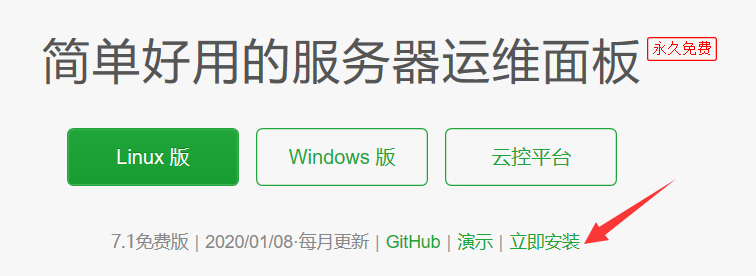 简单好用的服务器运维面板 永久免费
Linux 版 Windows 版 云控平台
7.1免费版 | 2020/01/08·每月更新 | GitHub | 演示 | 立即安装